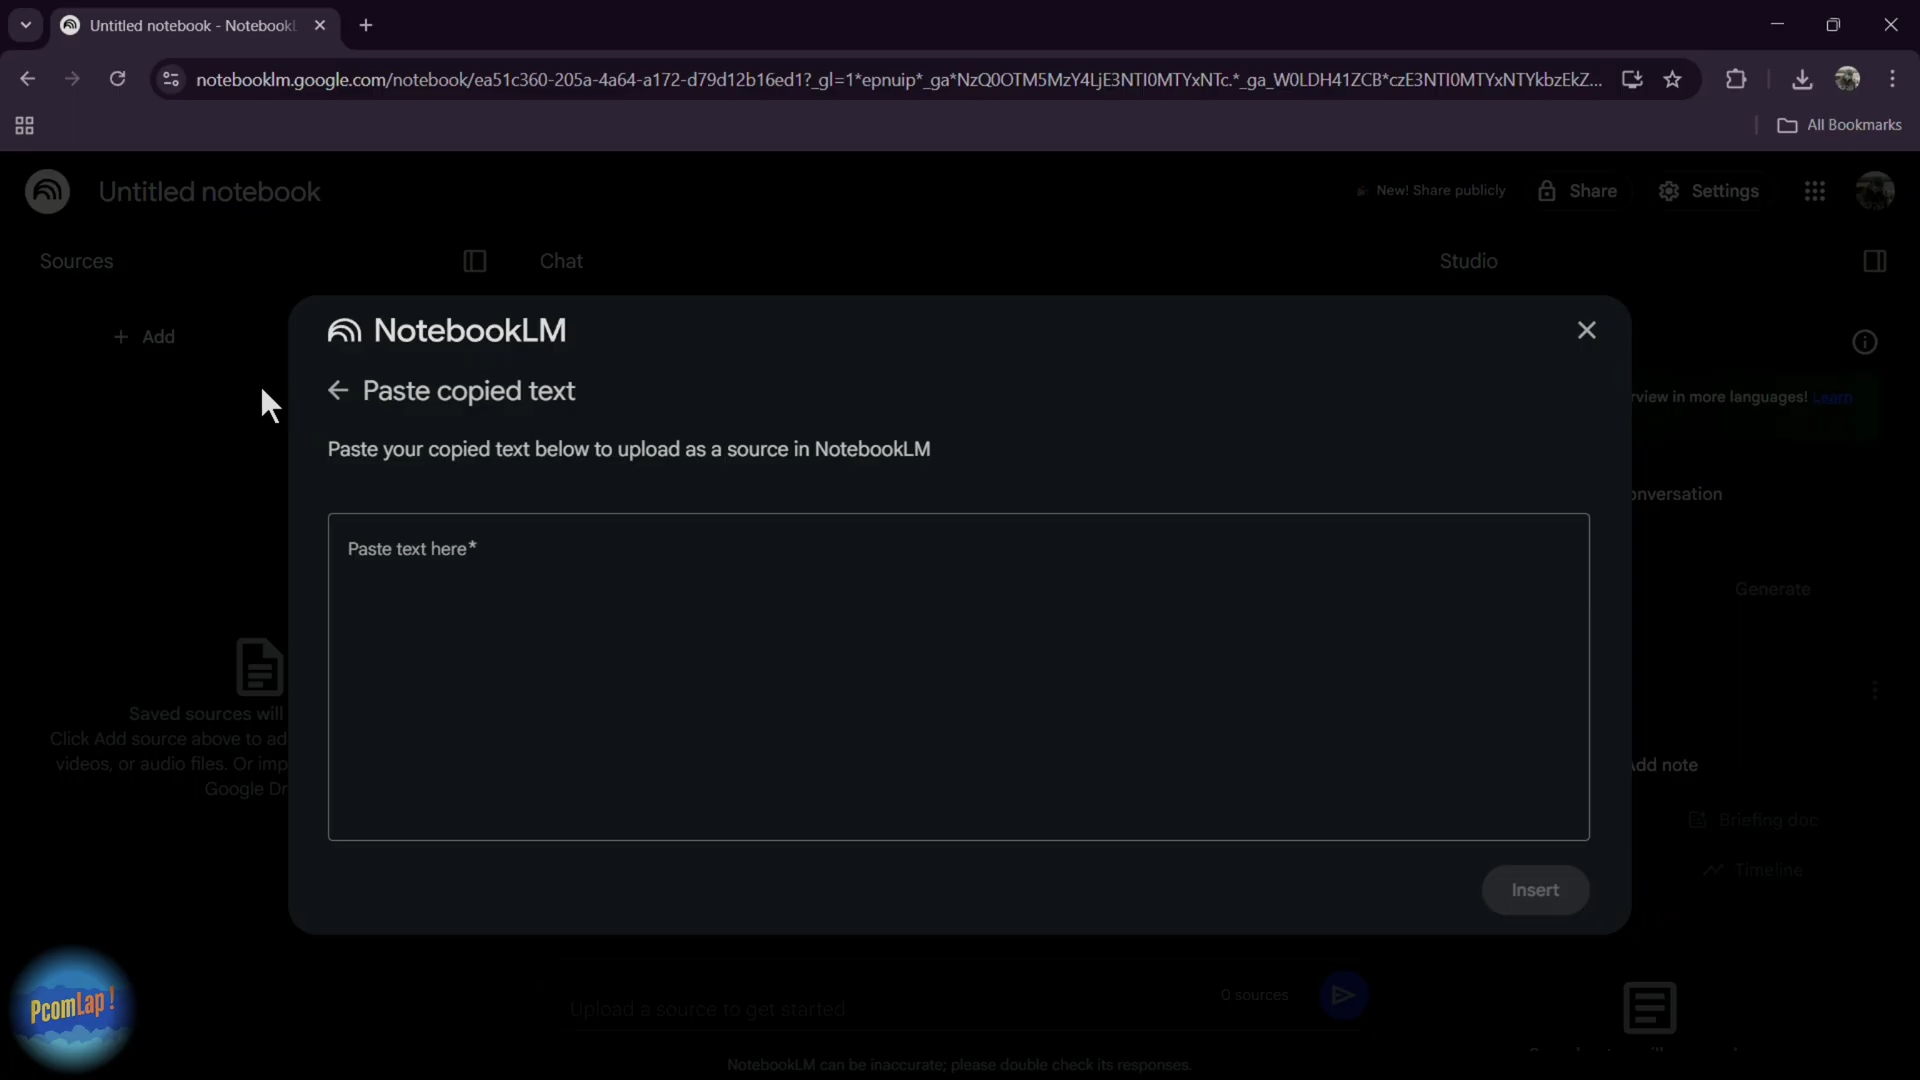 Untitled notebook - Notebook
notebooklm.google.com/notebook/ea51c360-205a-4a64-a172-d79d12b16ed1?_gl=1*epnuip*_ga*NzQ0OTM5MzY4LjE3NTI0MTYxNTc.*_ga_W0LDH41ZCB*czE3NTI0MTYxNTYkbzEkZ...
All Bookmarks
Untitled notebook
New! Share publicly
Share
Settings
Sources
Chat
Studio
+ Add
NotebookLM
Paste copied text
rview in more languages! Learn
Paste your copied text below to upload as a source in NotebookLM
onversation
Paste text here*
Generate
Saved sources will
Click Add source above to ad
videos, or audio files. Or imp
Google Dr
Add note
Briefing doc
Timeline
Insert
PcomLap!
Upload a source to get started
0 sources
NotebookLM can be inaccurate; please double check its responses.